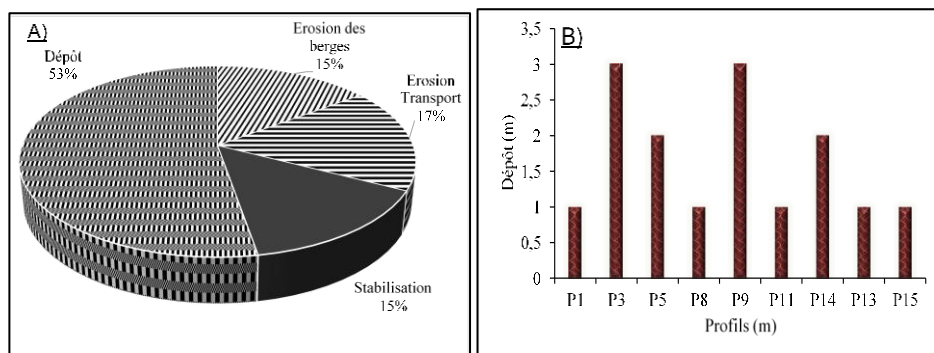 A)
Dépôt
53%
Erosion des
berges
15%
Erosion
Transport
17%
Stabilisation
15%
B)
Dépôt (m)
3,5
3
2,5
2
1,5
1
0,5
0
P1 P3 P5 P8 P9 P11 P14 P13 P15
Profils (m)